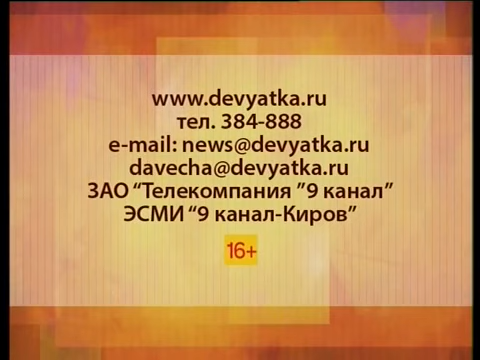 www.devyatka.ru
тел. 384-888
e-mail: news@devyatka.ru
davecha@devyatka.ru
ЗАО “Телекомпания ”9 канал”
ЭСМИ “9 канал-Киров”
16+